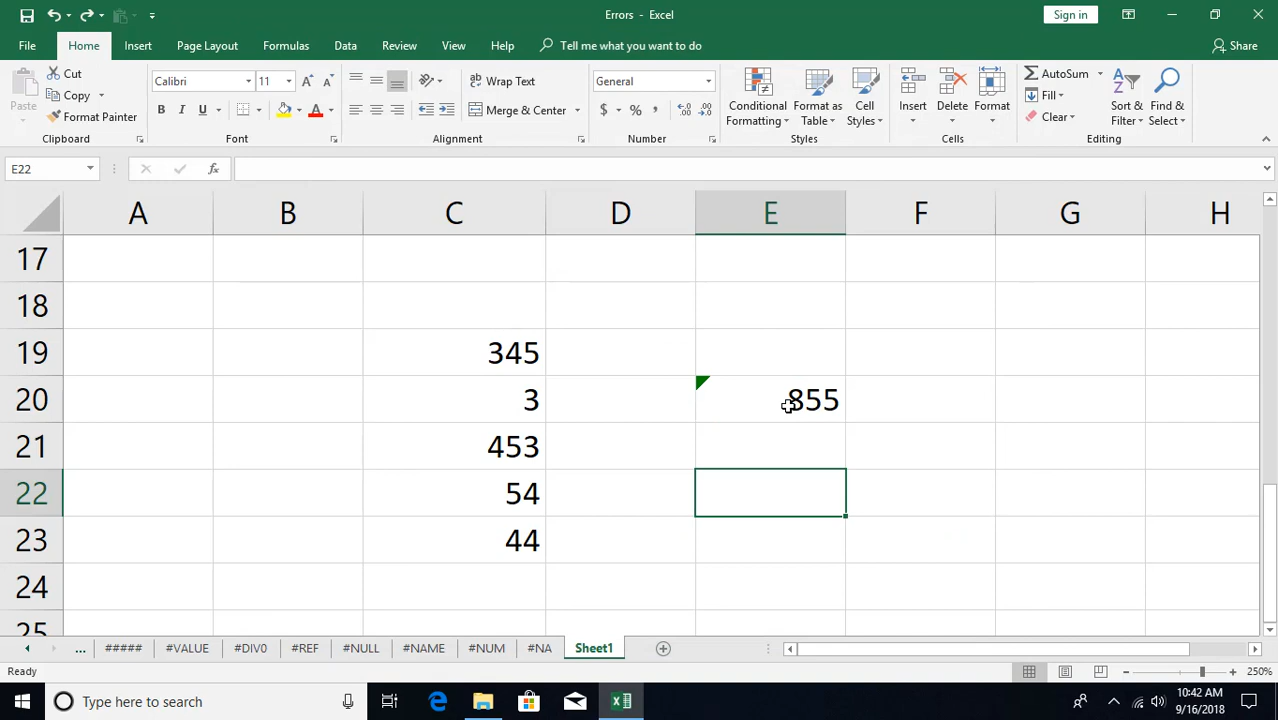 Errors - Excel
Sign in
File Home Insert Page Layout Formulas Data Review View Help Tell me what you want to do Share
Paste
Cut
Copy
Format Painter
Clipboard
Calibri 11
B I U
Font
Wrap Text
Merge & Center
Alignment
General
$ % ,
Number
Conditional Formatting
Format as Table
Cell Styles
Styles
Insert
Delete
Format
Cells
AutoSum
Fill
Clear
Sort & Filter
Find & Select
Editing
E22 fx
A B C D E F G H
17
18
19 345
20 3 855
21 453
22 54
23 44
24
25
... ##### #VALUE #DIV0 #REF #NULL #NAME #NUM #NA Sheet1
Ready 250%
Type here to search
10:42 AM
9/16/2018